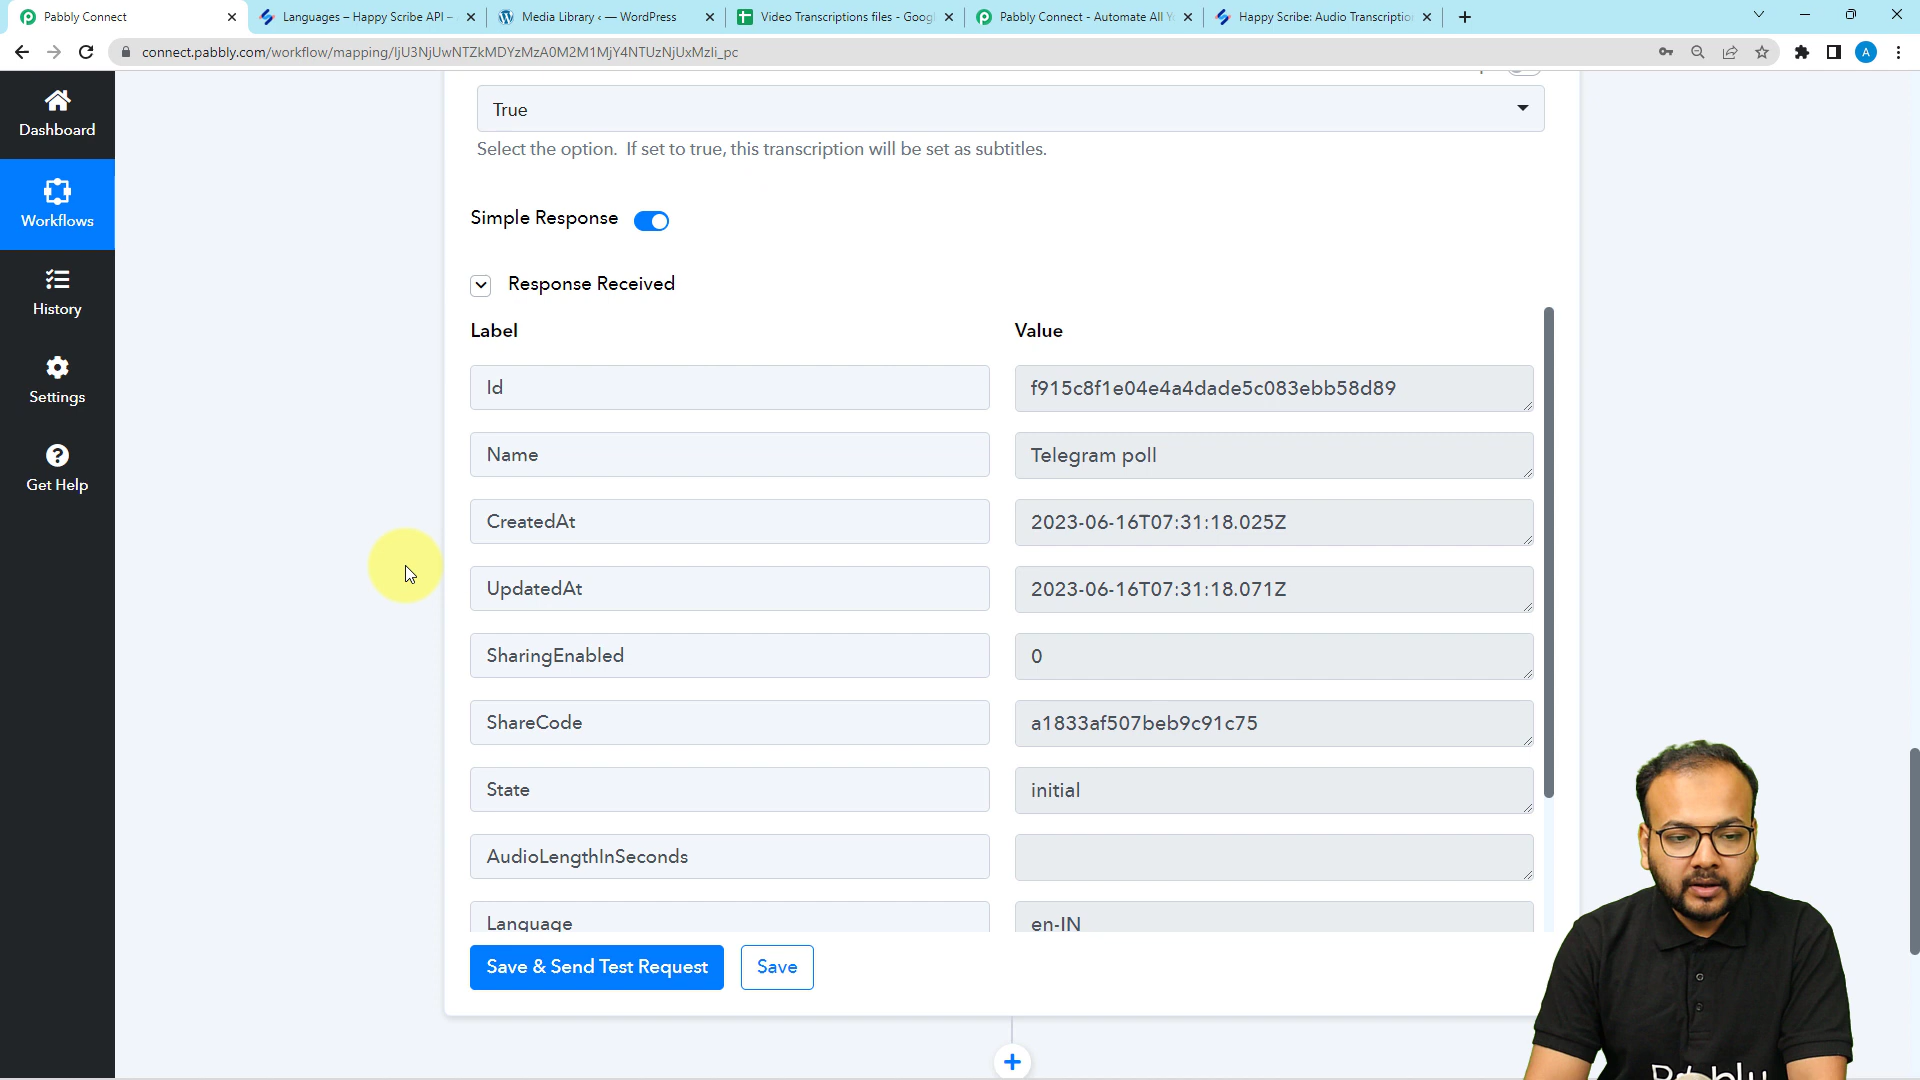 Pabbly Connect
Languages – Happy Scribe API –
Media Library ‹ — WordPress
Video Transcriptions files - Googl
Pabbly Connect - Automate All Y
Happy Scribe: Audio Transcriptio
connect.pabbly.com/workflow/mapping/IjU3NjUwNTZkMDYzMzA0M2M1MjY4NTUzNjUxMzIi_pc
A
Dashboard
Workflows
History
Settings
Get Help
True
Select the option. If set to true, this transcription will be set as subtitles.
Simple Response
Response Received
Label Value
Id f915c8f1e04e4a4dade5c083ebb58d89
Name Telegram poll
CreatedAt 2023-06-16T07:31:18.025Z
UpdatedAt 2023-06-16T07:31:18.071Z
SharingEnabled 0
ShareCode a1833af507beb9c91c75
State initial
AudioLengthInSeconds
Language en-IN
Save & Send Test Request Save
Pabbly